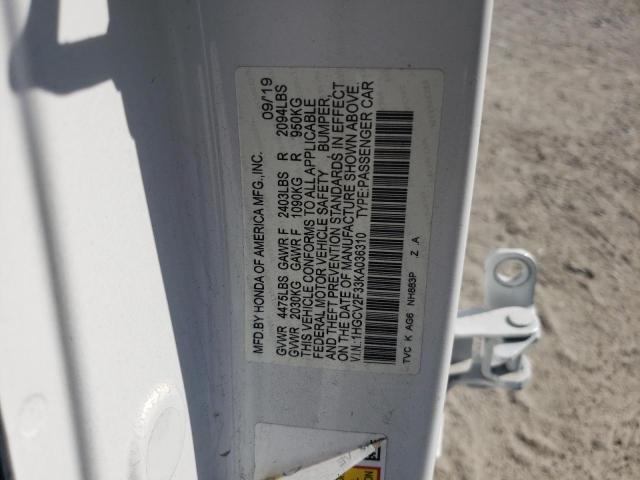 MFD.BY HONDA OF AMERICA MFG.,INC. 09/19
GVWR 4475LBS GAWR F 2403LBS R 2094LBS
GVWR 2030KG GAWR F 1090KG R 950KG
THIS VEHICLE CONFORMS TO ALL APPLICABLE
FEDERAL MOTOR VEHICLE SAFETY , BUMPER,
AND THEFT PREVENTION STANDARDS IN EFFECT
ON THE DATE OF MANUFACTURE SHOWN ABOVE.
V.I.N.:1HGCV2F33KA036310 TYPE:PASSENGER CAR
TVC K AG6 NH883P .Z .A